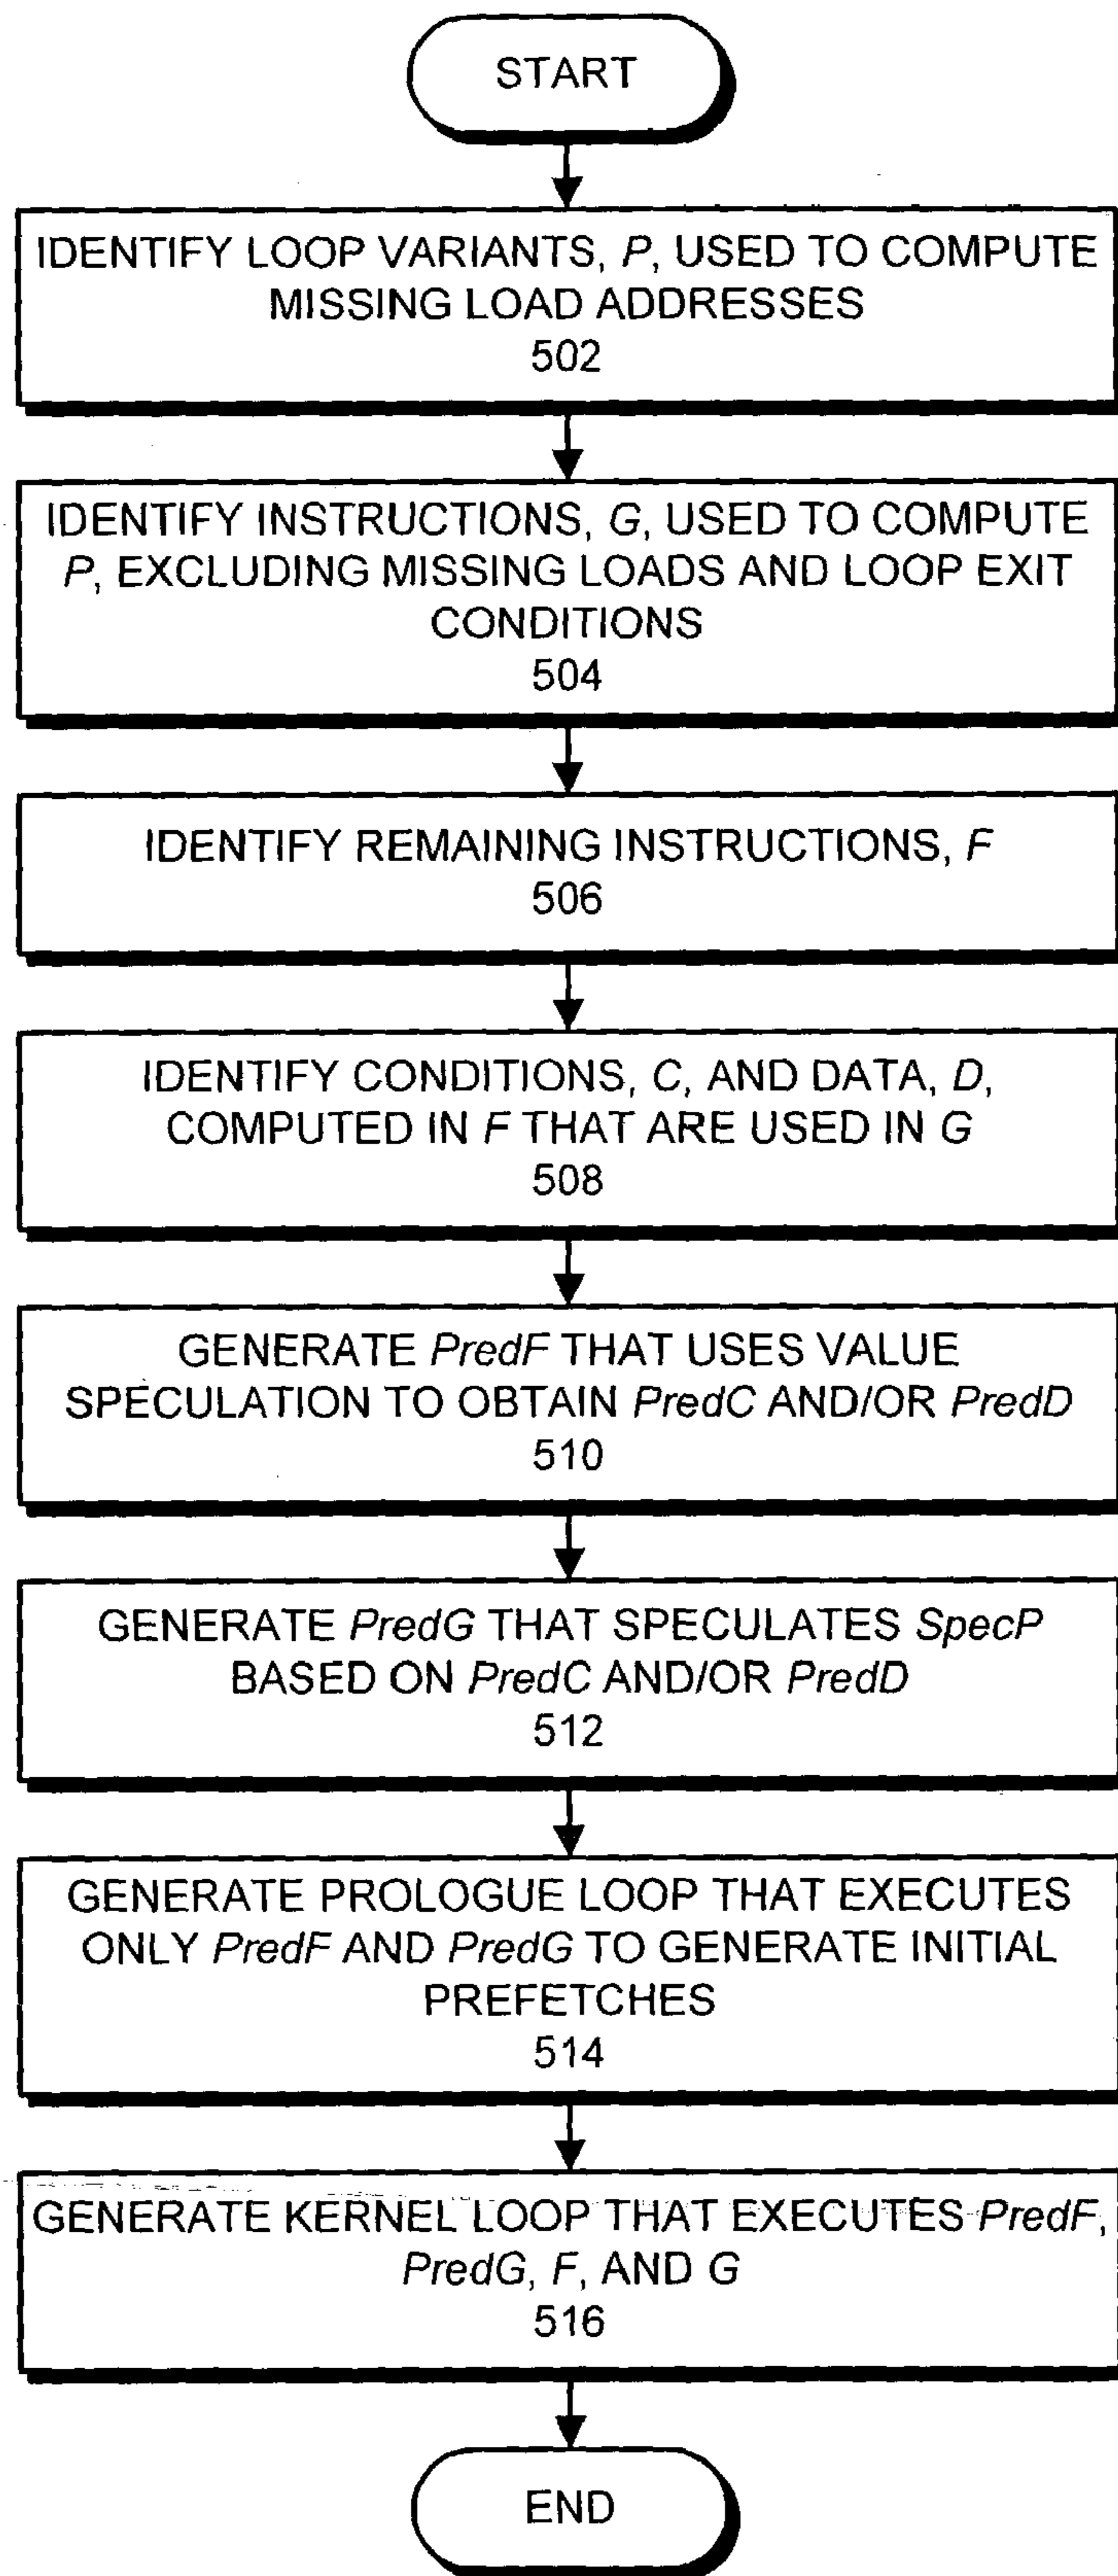 START
IDENTIFY LOOP VARIANTS, P, USED TO COMPUTE
MISSING LOAD ADDRESSES
502
IDENTIFY INSTRUCTIONS, G, USED TO COMPUTE
P, EXCLUDING MISSING LOADS AND LOOP EXIT
CONDITIONS
504
IDENTIFY REMAINING INSTRUCTIONS, F
506
IDENTIFY CONDITIONS, C, AND DATA, D,
COMPUTED IN F THAT ARE USED IN G
508
GENERATE PredF THAT USES VALUE
SPECULATION TO OBTAIN PredC AND/OR PredD
510
GENERATE PredG THAT SPECULATES SpecP
BASED ON PredC AND/OR PredD
512
GENERATE PROLOGUE LOOP THAT EXECUTES
ONLY PredF AND PredG TO GENERATE INITIAL
PREFETCHES
514
GENERATE KERNEL LOOP THAT EXECUTES PredF,
PredG, F, AND G
516
END